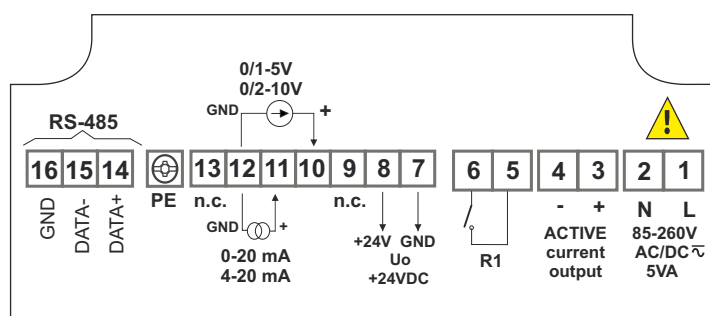 0/1-5V
0/2-10V
GND +
RS-485
16 15 14 PE 13 12 11 10 9 8 7 6 5 4 3 2 1
n.c. n.c. - + N L
GND DATA- DATA+
GND +
0-20 mA
4-20 mA
+24V GND
Uo
+24VDC
R1
ACTIVE
current
output
85-260V
AC/DC
5VA